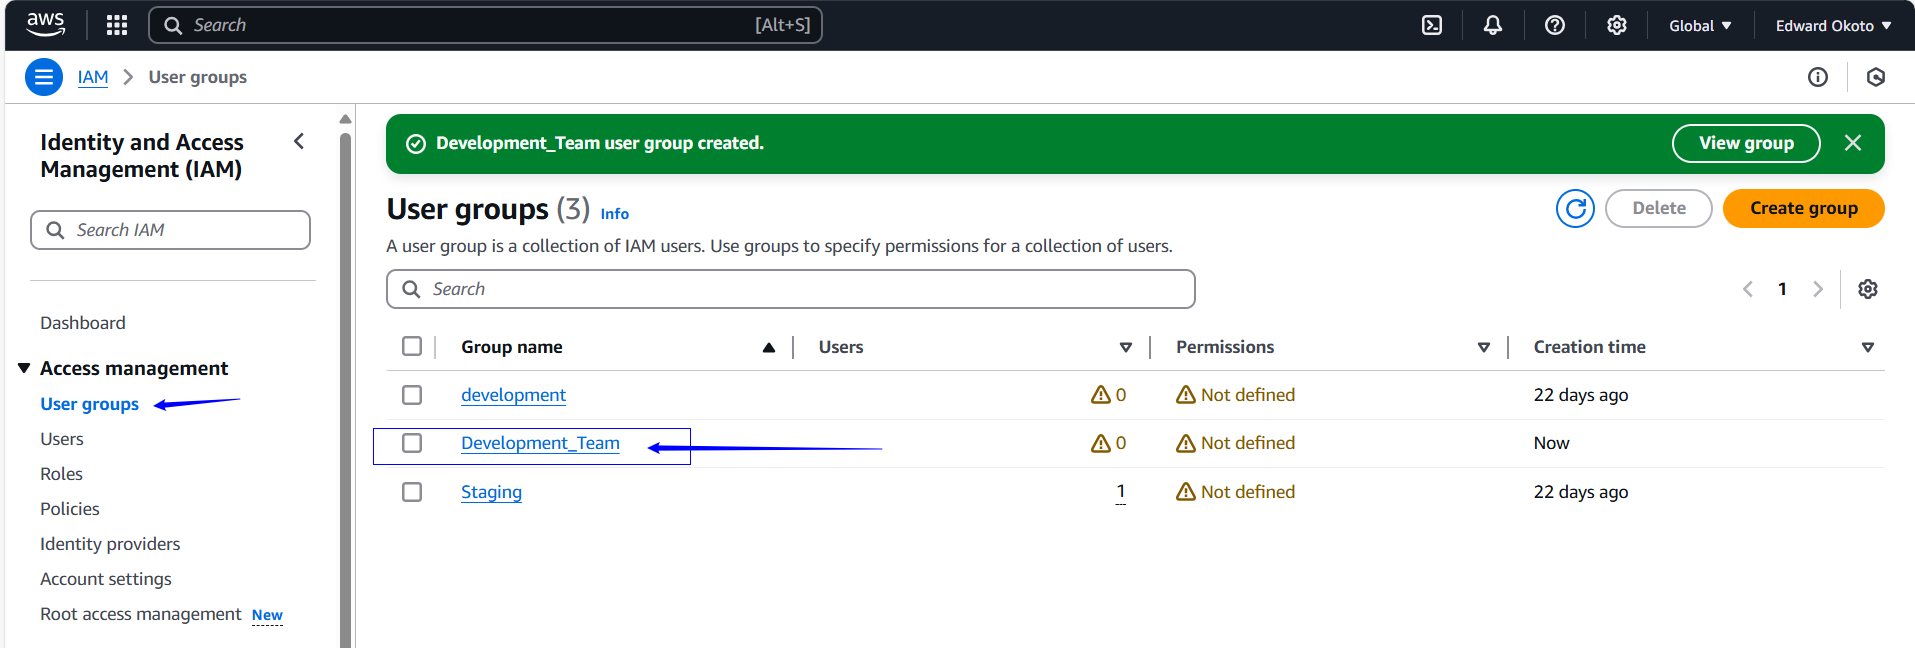 aws
Search [Alt+S]
Global Edward Okoto
IAM User groups
Identity and Access
Management (IAM)
Search IAM
Dashboard
Access management
User groups
Users
Roles
Policies
Identity providers
Account settings
Root access management New
Development_Team user group created.
View group
User groups (3) Info
Delete
Create group
A user group is a collection of IAM users. Use groups to specify permissions for a collection of users.
Search
1
Group name Users Permissions Creation time
development 0 Not defined 22 days ago
Development_Team 0 Not defined Now
Staging 1 Not defined 22 days ago